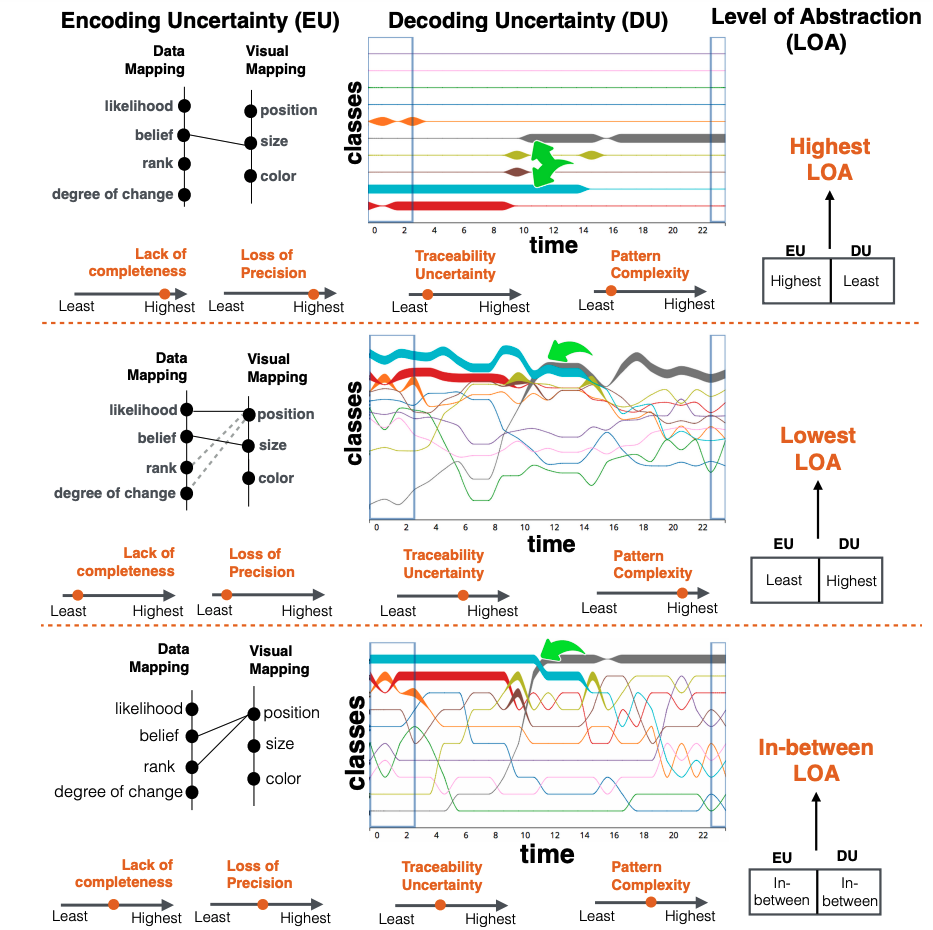 Encoding Uncertainty (EU)
Decoding Uncertainty (DU)
Level of Abstraction
(LOA)
Data
Mapping
Visual
Mapping
likelihood
belief
rank
degree of change
position
size
color
classes
0 2 4 6 8 10 12 14 16 18 20 22
time
Lack of
completeness
Least
Highest
Loss of
Precision
Least
Highest
Traceability
Uncertainty
Least
Highest
Pattern
Complexity
Least
Highest
Highest
LOA
EU
DU
Highest
Least
Data
Mapping
Visual
Mapping
likelihood
belief
rank
degree of change
position
size
color
classes
0 2 4 6 8 10 12 14 16 18 20 22
time
Lack of
completeness
Least
Highest
Loss of
Precision
Least
Highest
Traceability
Uncertainty
Least
Highest
Pattern
Complexity
Least
Highest
Lowest
LOA
EU
DU
Least
Highest
Data
Mapping
Visual
Mapping
likelihood
belief
rank
degree of change
position
size
color
classes
0 2 4 6 8 10 12 14 16 18 20 22
time
Lack of
completeness
Least
Highest
Loss of
Precision
Least
Highest
Traceability
Uncertainty
Least
Highest
Pattern
Complexity
Least
Highest
In-between
LOA
EU
DU
In-
between
In-
between